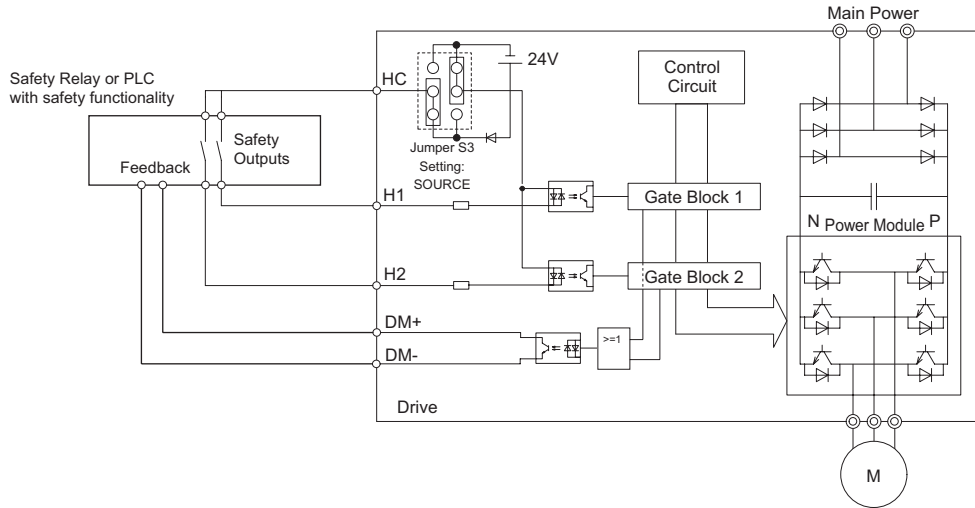 Main Power
Safety Relay or PLC
with safety functionality
HC
24V
Control
Circuit
Safety
Outputs
Feedback
Jumper S3
Setting:
SOURCE
H1
Gate Block 1
N
Power Module
P
H2
Gate Block 2
DM+
>=1
DM-
Drive
M